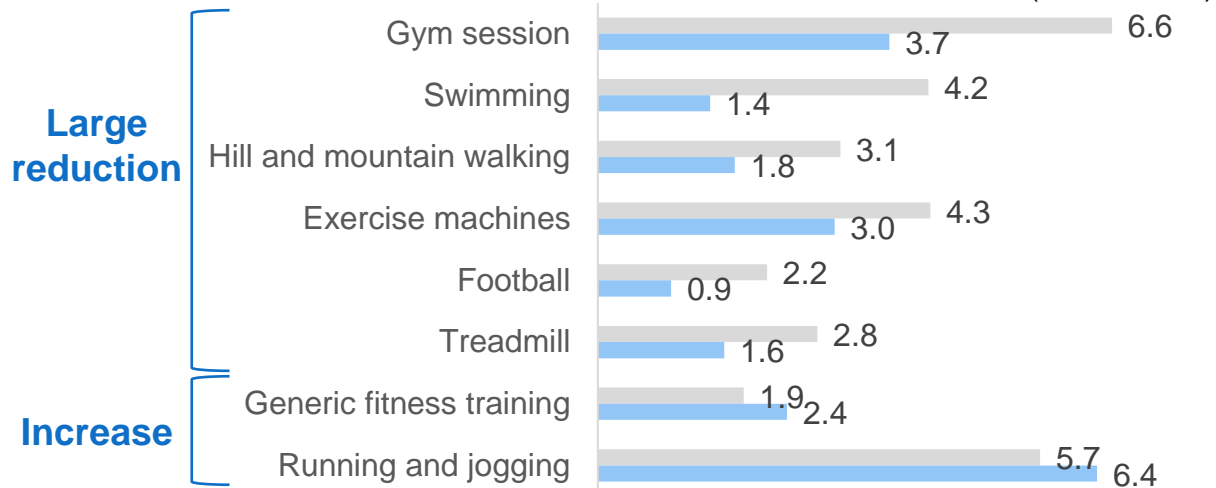 Gym session
6.6
3.7
Swimming
4.2
1.4
Large
reduction
Hill and mountain walking
3.1
1.8
Exercise machines
4.3
3.0
Football
2.2
0.9
Treadmill
2.8
1.6
Increase
Generic fitness training
1.9
2.4
Running and jogging
5.7
6.4